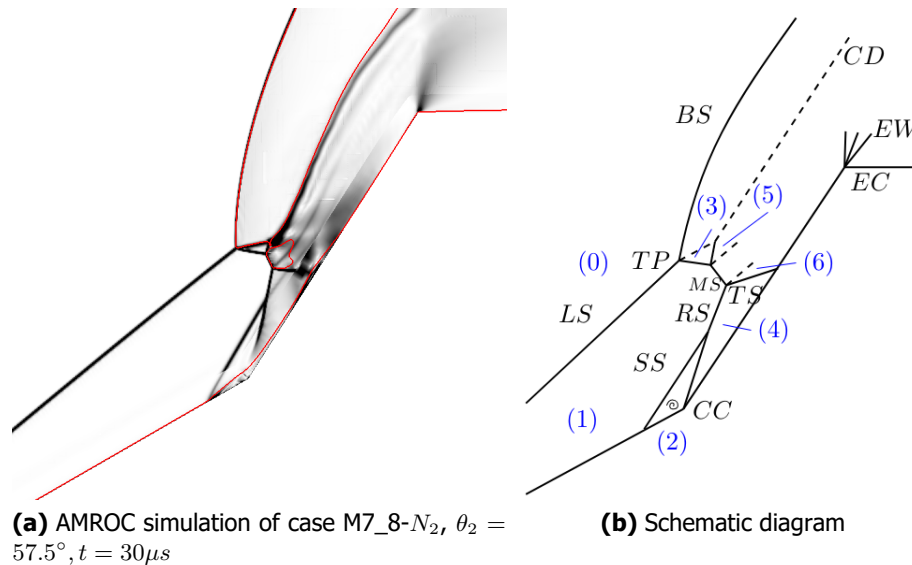 CD
BS
EW
EC
(3)
(5)
(0)
TP
(6)
MS
TS
LS
RS
(4)
SS
(1)
CC
(2)
(a) AMROC simulation of case M7_8-N₂, θ₂ =
57.5°, t = 30μs
(b) Schematic diagram